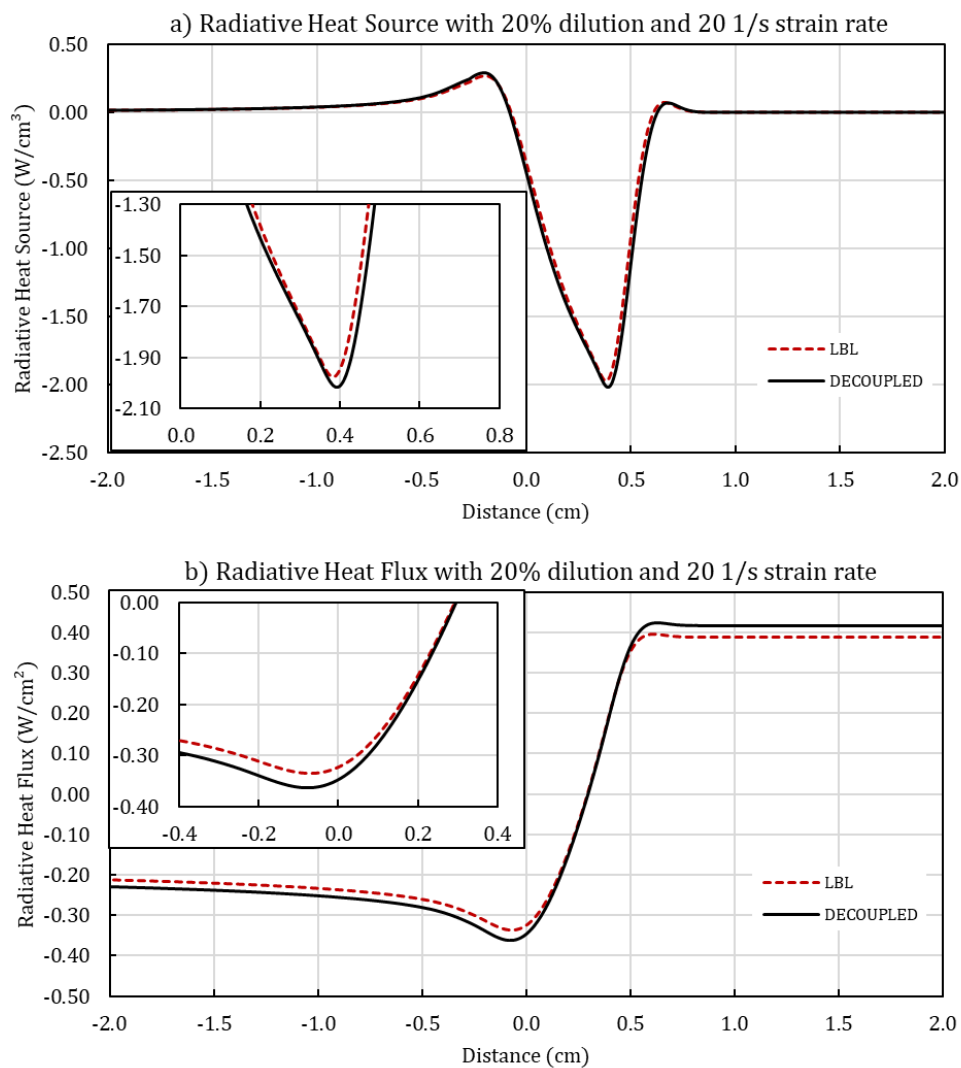 a) Radiative Heat Source with 20% dilution and 20 1/s strain rate
Radiative Heat Source (W/cm³)
0.50
0.00
-0.50
-1.00
-1.50
-2.00
-2.50
-1.30
-1.50
-1.70
-1.90
-2.10
0.0 0.2 0.4 0.6 0.8
LBL
DECOUPLED
-2.0 -1.5 -1.0 -0.5 0.0 0.5 1.0 1.5 2.0
Distance (cm)
b) Radiative Heat Flux with 20% dilution and 20 1/s strain rate
Radiative Heat Flux (W/cm²)
0.50
0.40
0.30
0.20
0.10
0.00
-0.10
-0.20
-0.30
-0.40
-0.50
0.00
-0.10
-0.20
-0.30
-0.40
-0.4 -0.2 0.0 0.2 0.4
LBL
DECOUPLED
-2.0 -1.5 -1.0 -0.5 0.0 0.5 1.0 1.5 2.0
Distance (cm)